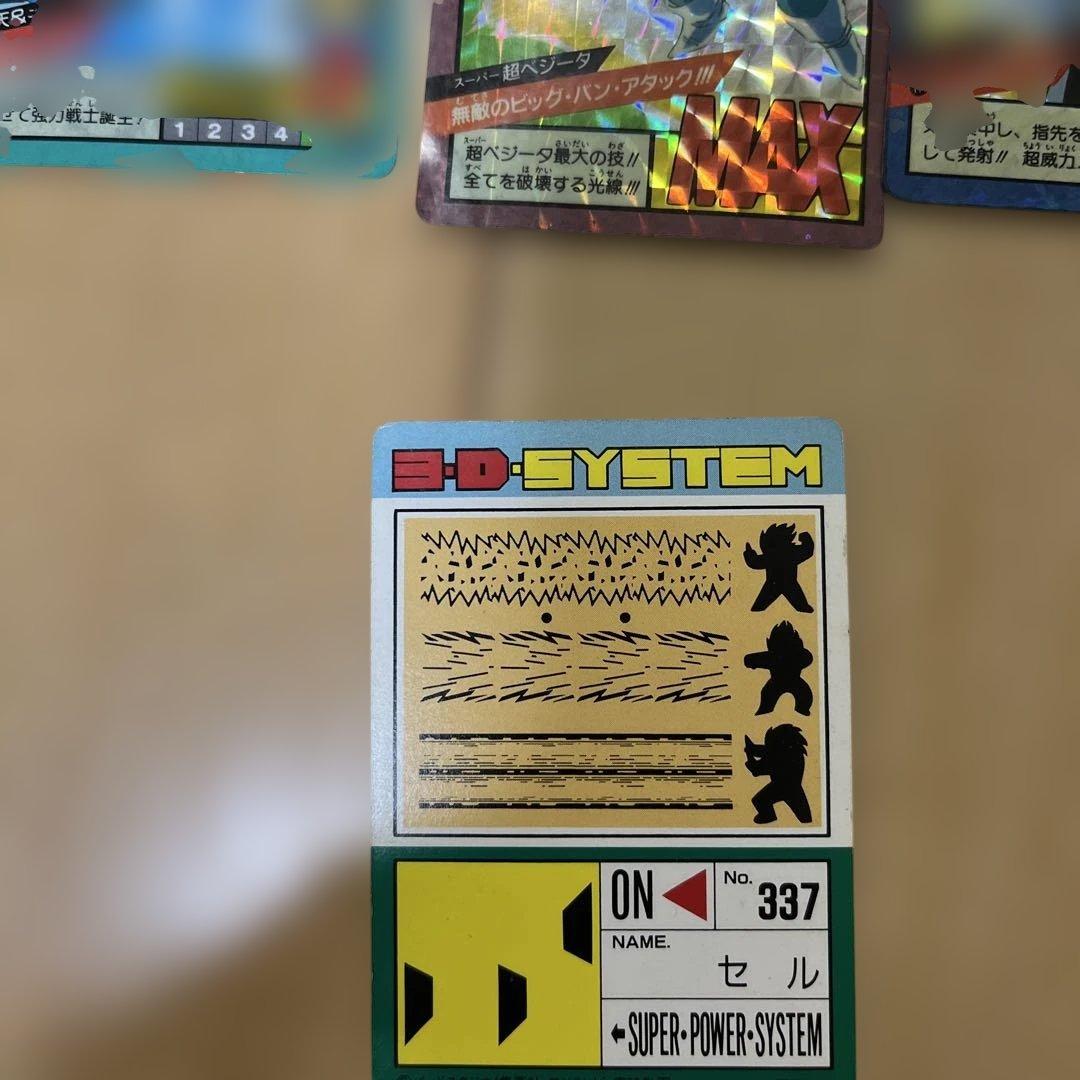 強力戦士誕生
1 2 3 4
スーパー超ベジータ
無敵のビッグ・バン・アタック!!!
超ベジータ最大の技!!
全てを破壊する光線!!!
MAX
中し、指先を
して発射!! 超威力
3·D·SYSTEM
ON
No. 337
NAME.
セル
SUPER·POWER·SYSTEM